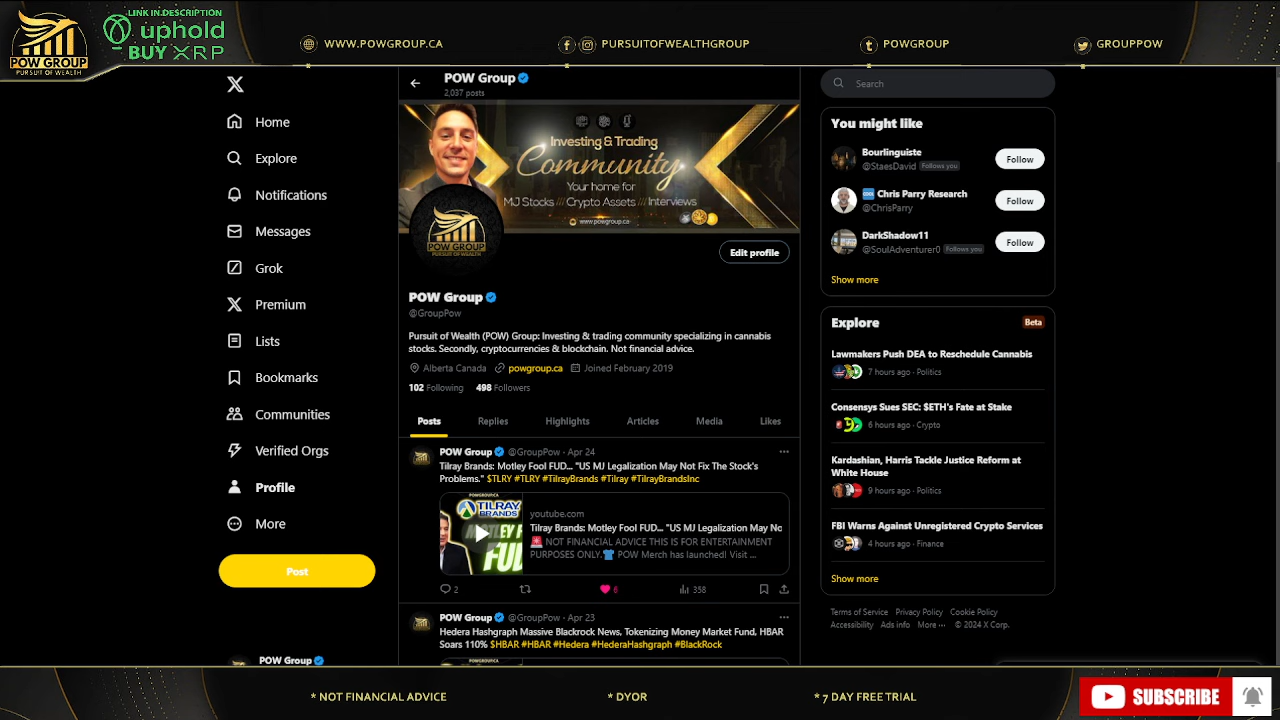 LINK IN DESCRIPTION
uphold
BUY XRP
POW GROUP
PURSUIT OF WEALTH
WWW.POWGROUP.CA
PURSUITOFWEALTHGROUP
POWGROUP
GROUPPOW
Home
Explore
Notifications
Messages
Grok
Premium
Lists
Bookmarks
Communities
Verified Orgs
Profile
More
Post
POW Group
POW Group
2,037 posts
Investing & Trading
Community
Your home for
MJ Stocks // Crypto Assets // Interviews
www.powgroup.ca
POW GROUP
PURSUIT OF WEALTH
Edit profile
POW Group
@GroupPow
Pursuit of Wealth (POW) Group: Investing & trading community specializing in cannabis
stocks. Secondly, cryptocurrencies & blockchain. Not financial advice.
Alberta Canada powgroup.ca Joined February 2019
102 Following 498 Followers
Posts Replies Highlights Articles Media Likes
POW Group @GroupPow · Apr 24
Tilray Brands: Motley Fool FUD... "US MJ Legalization May Not Fix The Stock's
Problems." $TLRY #TLRY #TilrayBrands #Tilray #TilrayBrandsInc
POWGROUP.CA
TILRAY
BRANDS
MOTLEY F
FUD
youtube.com
Tilray Brands: Motley Fool FUD... "US MJ Legalization May No
🚨 NOT FINANCIAL ADVICE THIS IS FOR ENTERTAINMENT
PURPOSES ONLY.👕 POW Merch has launched! Visit ...
2 6 358
POW Group @GroupPow · Apr 23
Hedera Hashgraph Massive Blackrock News, Tokenizing Money Market Fund, HBAR
Soars 110% $HBAR #HBAR #Hedera #HederaHashgraph #BlackRock
Search
You might like
Bourlinguiste
@StaesDavid Follows you
Follow
Chris Parry Research
@ChrisParry
Follow
DarkShadow11
@SoulAdventurer0 Follows you
Follow
Show more
Explore Beta
Lawmakers Push DEA to Reschedule Cannabis
7 hours ago · Politics
Consensys Sues SEC: $ETH's Fate at Stake
6 hours ago · Crypto
Kardashian, Harris Tackle Justice Reform at
White House
9 hours ago · Politics
FBI Warns Against Unregistered Crypto Services
4 hours ago · Finance
Show more
Terms of Service Privacy Policy Cookie Policy
Accessibility Ads info More ··· © 2024 X Corp.
* NOT FINANCIAL ADVICE
* DYOR
* 7 DAY FREE TRIAL
SUBSCRIBE